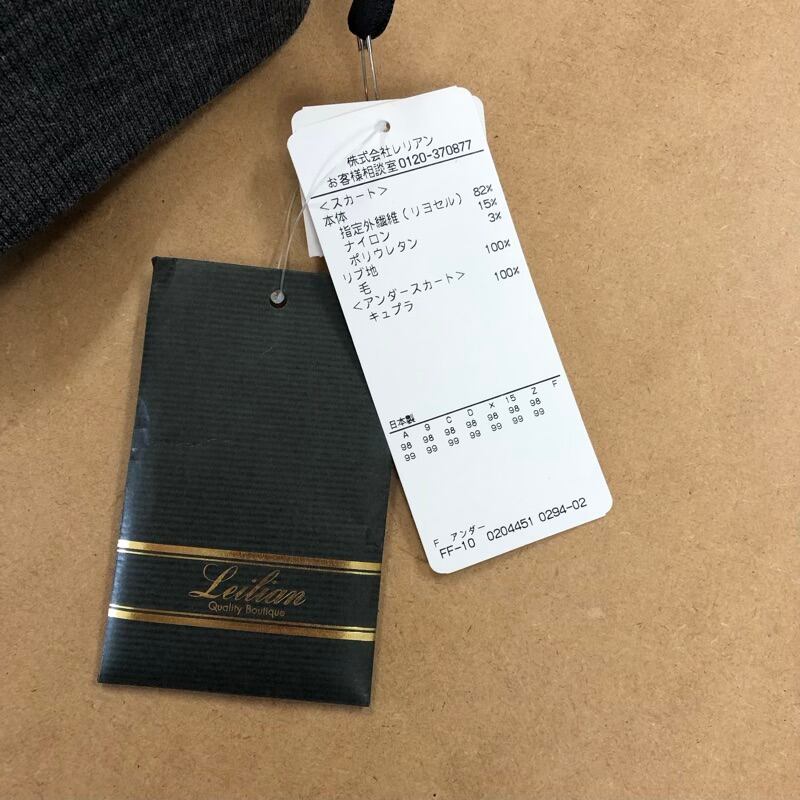 株式会社レリアン
お客様相談室0120-370877
＜スカート＞
本体
指定外繊維（リヨセル） 82%
ナイロン 15%
ポリウレタン 3%
リブ地
毛 100%
＜アンダースカート＞
キュプラ 100%
日本製
A 9 C D X 15 Z F
98 98 98 98 98 98 98
99 99 99 99 99 99 99
F アンダー
FF-10 0204451 0294-02
Leilian
Quality Boutique